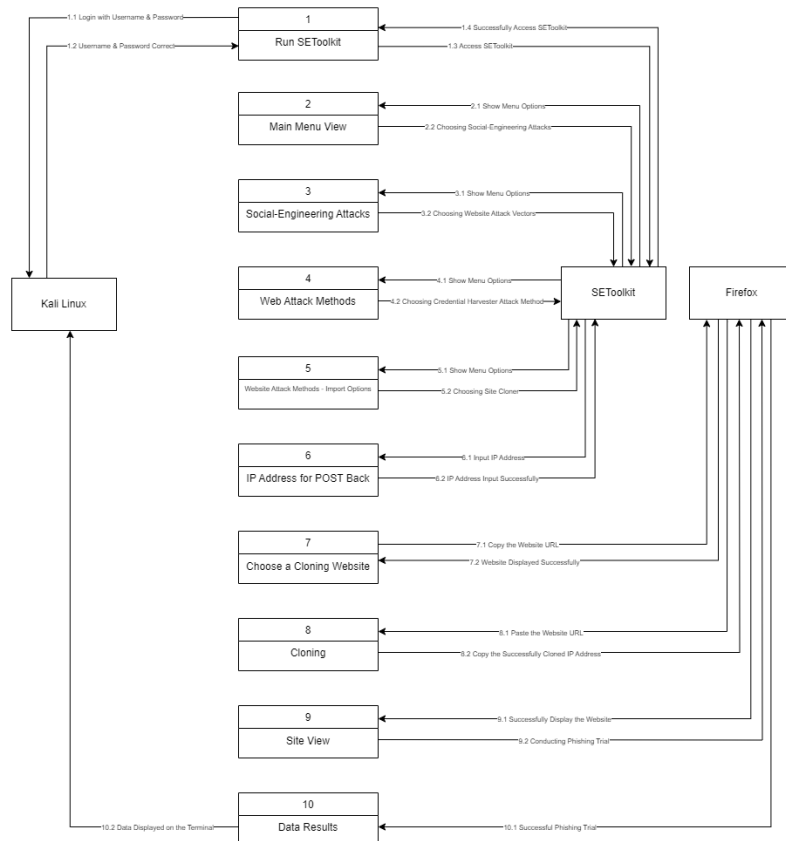 1.1 Login with Username & Password
1
Run SEToolkit
1.4 Successfully Access SEToolkit
1.2 Username & Password Correct
1.3 Access SEToolkit
2
Main Menu View
2.1 Show Menu Options
2.2 Choosing Social-Engineering Attacks
3
Social-Engineering Attacks
3.1 Show Menu Options
3.2 Choosing Website Attack Vectors
Kali Linux
4
Web Attack Methods
4.1 Show Menu Options
4.2 Choosing Credential Harvester Attack Method
SEToolkit
Firefox
5
Website Attack Methods - Import Options
5.1 Show Menu Options
5.2 Choosing Site Cloner
6
IP Address for POST Back
6.1 Input IP Address
6.2 IP Address Input Successfully
7
Choose a Cloning Website
7.1 Copy the Website URL
7.2 Website Displayed Successfully
8
Cloning
8.1 Paste the Website URL
8.2 Copy the Successfully Cloned IP Address
9
Site View
9.1 Successfully Display the Website
9.2 Conducting Phishing Trial
10
Data Results
10.2 Data Displayed on the Terminal
10.1 Successful Phishing Trial